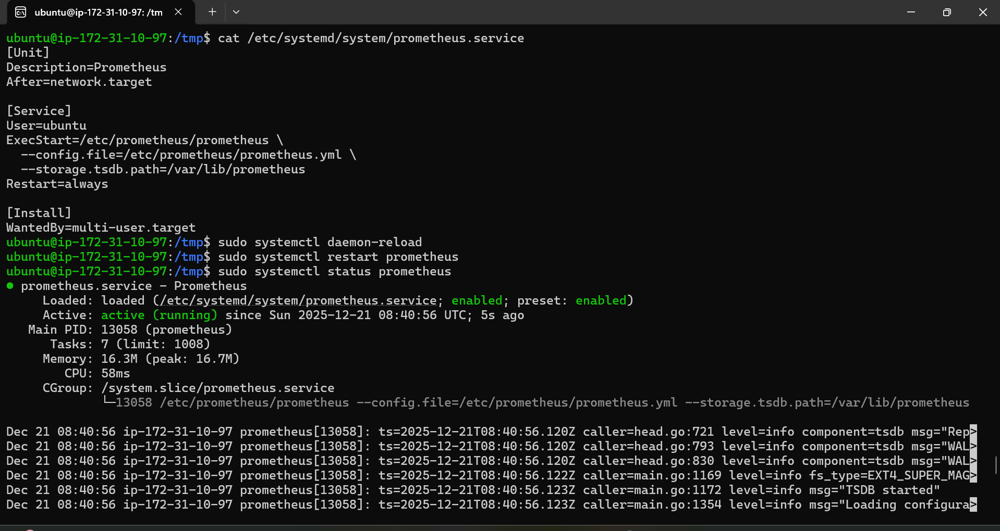 ubuntu@ip-172-31-10-97: /tm
ubuntu@ip-172-31-10-97:/tmp$ cat /etc/systemd/system/prometheus.service
[Unit]
Description=Prometheus
After=network.target
[Service]
User=ubuntu
ExecStart=/etc/prometheus/prometheus \
  --config.file=/etc/prometheus/prometheus.yml \
  --storage.tsdb.path=/var/lib/prometheus
Restart=always
[Install]
WantedBy=multi-user.target
ubuntu@ip-172-31-10-97:/tmp$ sudo systemctl daemon-reload
ubuntu@ip-172-31-10-97:/tmp$ sudo systemctl restart prometheus
ubuntu@ip-172-31-10-97:/tmp$ sudo systemctl status prometheus
● prometheus.service - Prometheus
     Loaded: loaded (/etc/systemd/system/prometheus.service; enabled; preset: enabled)
     Active: active (running) since Sun 2025-12-21 08:40:56 UTC; 5s ago
   Main PID: 13058 (prometheus)
      Tasks: 7 (limit: 1008)
     Memory: 16.3M (peak: 16.7M)
        CPU: 58ms
     CGroup: /system.slice/prometheus.service
             └─13058 /etc/prometheus/prometheus --config.file=/etc/prometheus/prometheus.yml --storage.tsdb.path=/var/lib/prometheus
Dec 21 08:40:56 ip-172-31-10-97 prometheus[13058]: ts=2025-12-21T08:40:56.120Z caller=head.go:721 level=info component=tsdb msg="Rep>
Dec 21 08:40:56 ip-172-31-10-97 prometheus[13058]: ts=2025-12-21T08:40:56.120Z caller=head.go:793 level=info component=tsdb msg="WAL>
Dec 21 08:40:56 ip-172-31-10-97 prometheus[13058]: ts=2025-12-21T08:40:56.120Z caller=head.go:830 level=info component=tsdb msg="WAL>
Dec 21 08:40:56 ip-172-31-10-97 prometheus[13058]: ts=2025-12-21T08:40:56.122Z caller=main.go:1169 level=info fs_type=EXT4_SUPER_MAG>
Dec 21 08:40:56 ip-172-31-10-97 prometheus[13058]: ts=2025-12-21T08:40:56.123Z caller=main.go:1172 level=info msg="TSDB started"
Dec 21 08:40:56 ip-172-31-10-97 prometheus[13058]: ts=2025-12-21T08:40:56.123Z caller=main.go:1354 level=info msg="Loading configura>